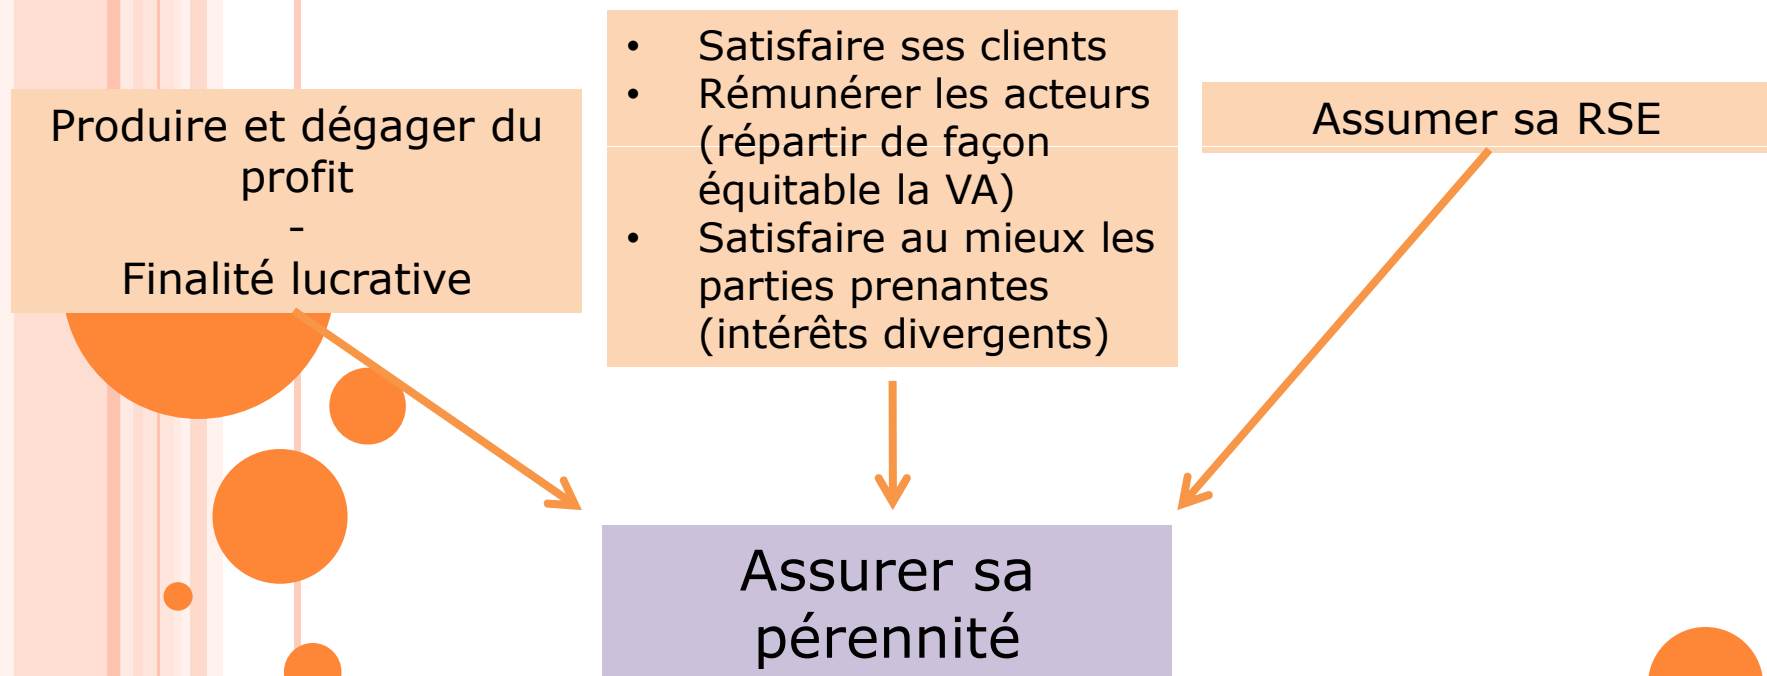 Produire et dégager du
profit
-
Finalité lucrative
• Satisfaire ses clients
• Rémunérer les acteurs
(répartir de façon
équitable la VA)
• Satisfaire au mieux les
parties prenantes
(intérêts divergents)
Assumer sa RSE
Assurer sa
pérennité